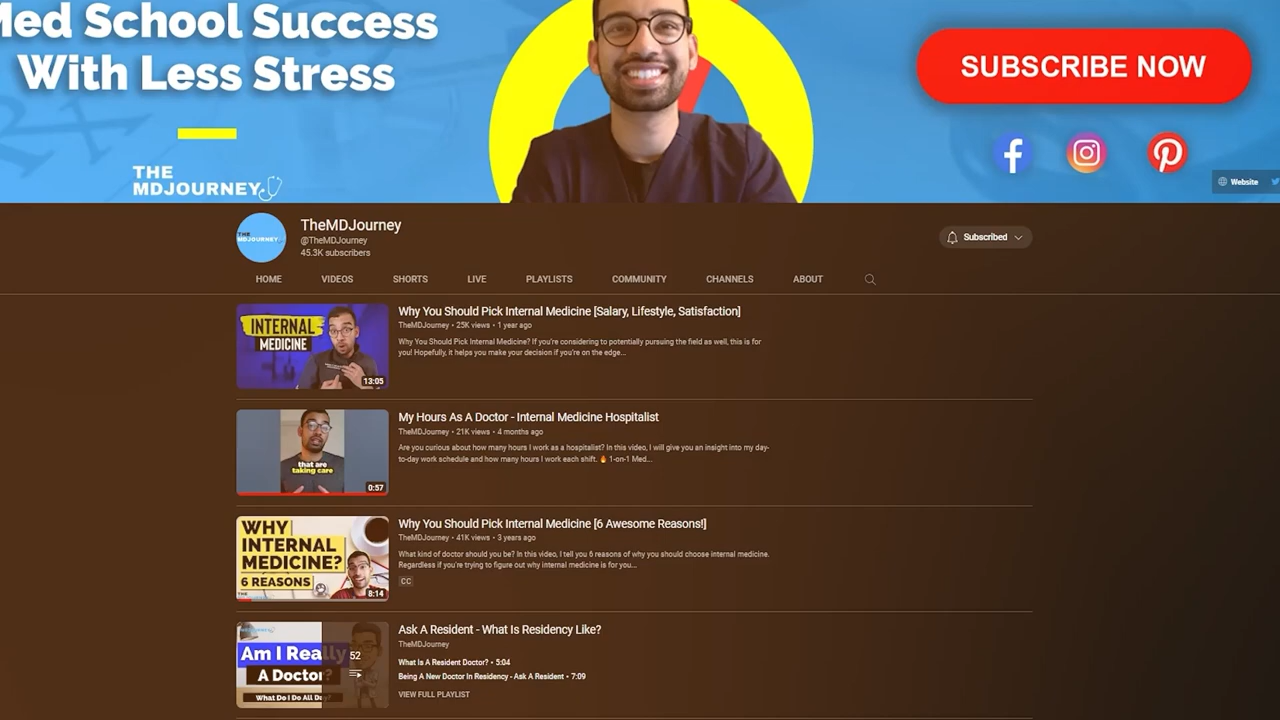 Med School Success
With Less Stress
SUBSCRIBE NOW
THE
MDJOURNEY
Website
THE
MDJOURNEY
TheMDJourney
@TheMDJourney
45.3K subscribers
Subscribed
HOME VIDEOS SHORTS LIVE PLAYLISTS COMMUNITY CHANNELS ABOUT
INTERNAL
MEDICINE
13:05
Why You Should Pick Internal Medicine [Salary, Lifestyle, Satisfaction]
TheMDJourney • 25K views • 1 year ago
Why You Should Pick Internal Medicine? If you're considering to potentially pursuing the field as well, this is for
you! Hopefully, it helps you make your decision if you're on the edge...
that are
taking care
0:57
My Hours As A Doctor - Internal Medicine Hospitalist
TheMDJourney • 21K views • 4 months ago
Are you curious about how many hours I work as a hospitalist? In this video, I will give you an insight into my day-
to-day work schedule and how many hours I work each shift. 🔥 1-on-1 Med...
WHY
INTERNAL
MEDICINE?
6 REASONS
THE
8:14
Why You Should Pick Internal Medicine [6 Awesome Reasons!]
TheMDJourney • 41K views • 3 years ago
What kind of doctor should you be? In this video, I tell you 6 reasons of why you should choose internal medicine.
Regardless if you're trying to figure out why internal medicine is for you...
CC
Am I Really
A Doctor?
What Do I Do All Day?
52
Ask A Resident - What Is Residency Like?
TheMDJourney
What Is A Resident Doctor? • 5:04
Being A New Doctor In Residency - Ask A Resident • 7:09
VIEW FULL PLAYLIST